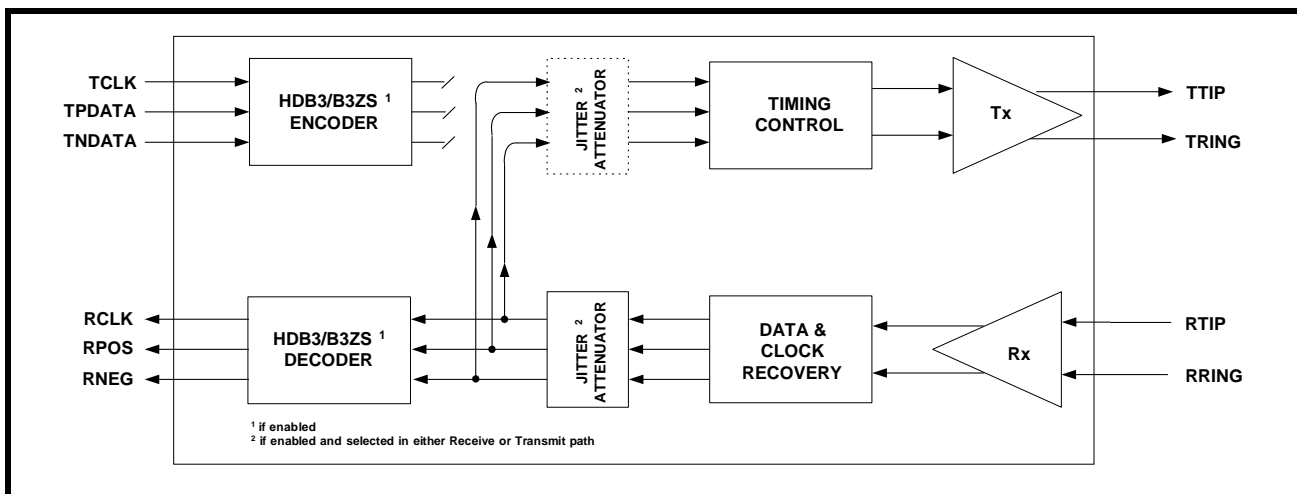 TCLK
TPDATA
TNDATA
HDB3/B3ZS 1
ENCODER
JITTER 2
ATTENUATOR
TIMING
CONTROL
Tx
TTIP
TRING
RCLK
RPOS
RNEG
HDB3/B3ZS 1
DECODER
JITTER 2
ATTENUATOR
DATA &
CLOCK
RECOVERY
Rx
RTIP
RRING
1 if enabled
2 if enabled and selected in either Receive or Transmit path